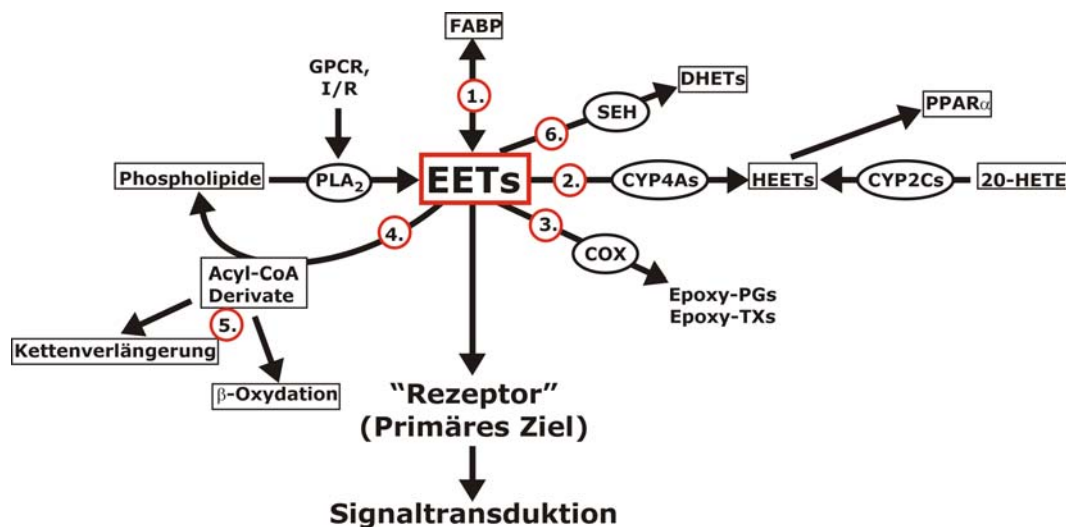 FABP
GPCR,
I/R
1.
DHETs
SEH
6.
PPARα
Phospholipide
PLA₂
EETs
2.
CYP4As
HEETs
CYP2Cs
20-HETE
4.
3.
COX
Acyl-CoA
Derivate
Epoxy-PGs
Epoxy-TXs
5.
Kettenverlängerung
β-Oxydation
“Rezeptor”
(Primäres Ziel)
Signaltransduktion